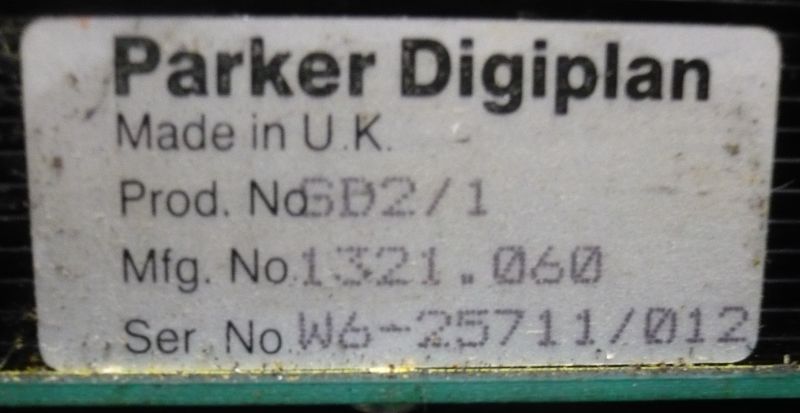 Parker Digiplan
Made in U.K.
Prod. No SD2/1
Mfg. No. 1321.060
Ser. No. W6-25711/012